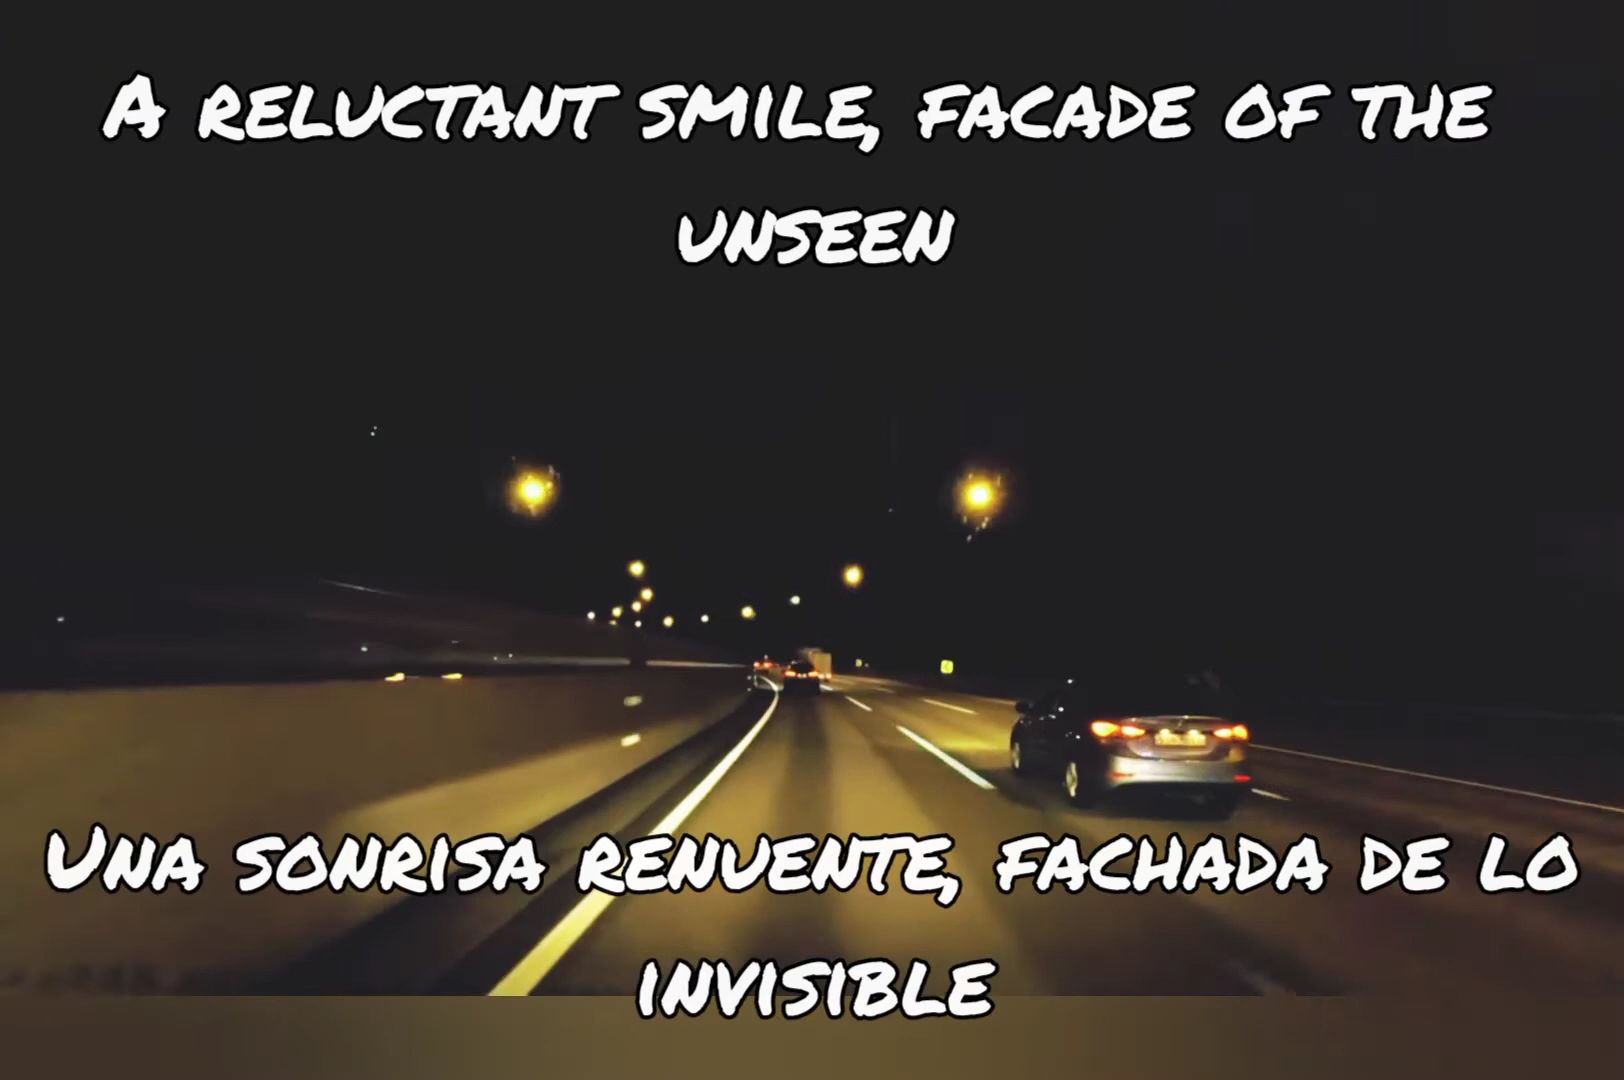 A reluctant smile, facade of the
unseen
Una sonrisa renuente, fachada de lo
invisible